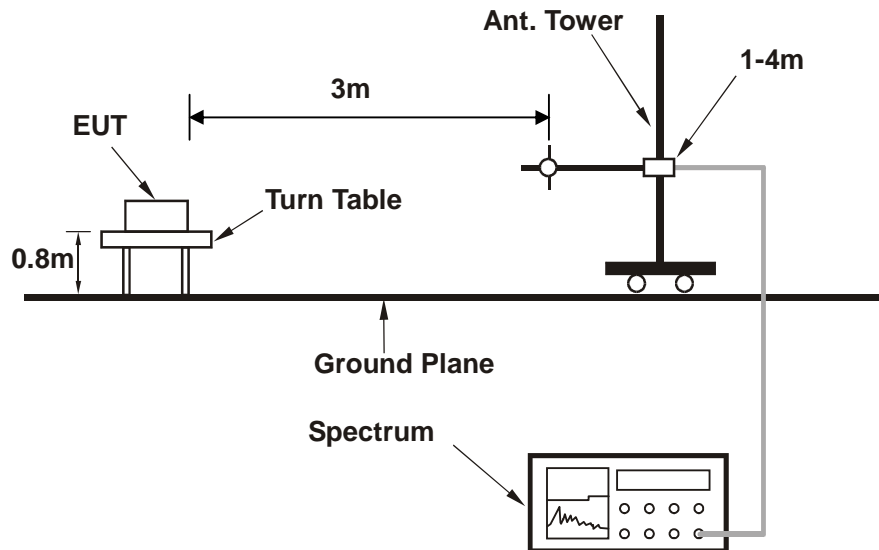 Ant. Tower
1-4m
3m
EUT
Turn Table
0.8m
Ground Plane
Spectrum